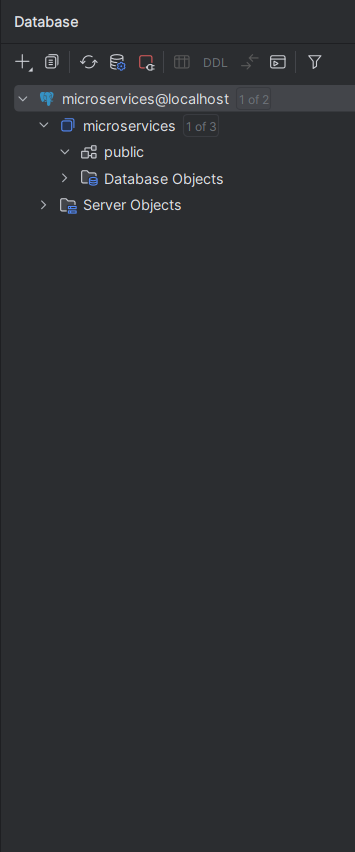 Database
DDL
microservices@localhost 1 of 2
microservices 1 of 3
public
Database Objects
Server Objects